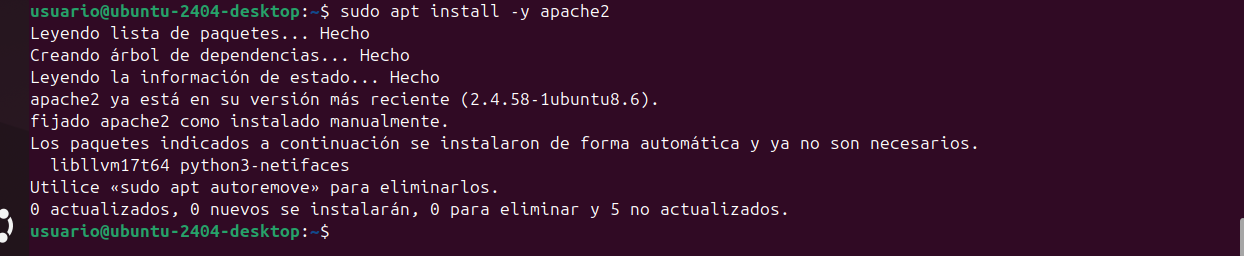 usuario@ubuntu-2404-desktop:~$ sudo apt install -y apache2
Leyendo lista de paquetes... Hecho
Creando árbol de dependencias... Hecho
Leyendo la información de estado... Hecho
apache2 ya está en su versión más reciente (2.4.58-1ubuntu8.6).
fijado apache2 como instalado manualmente.
Los paquetes indicados a continuación se instalaron de forma automática y ya no son necesarios.
  libllvm17t64 python3-netifaces
Utilice «sudo apt autoremove» para eliminarlos.
0 actualizados, 0 nuevos se instalarán, 0 para eliminar y 5 no actualizados.
usuario@ubuntu-2404-desktop:~$